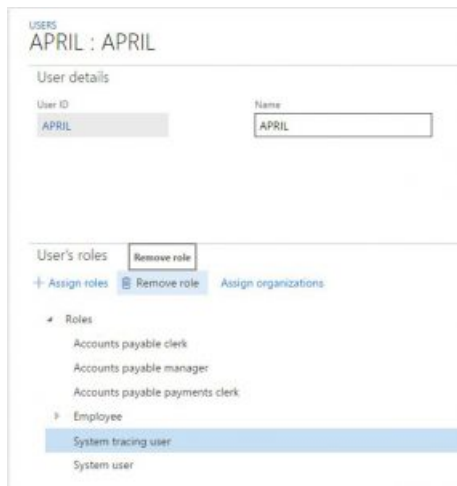 USERS
APRIL : APRIL
User details
User ID Name
APRIL APRIL
User's roles Remove role
+ Assign roles Remove role Assign organizations
Roles
Accounts payable clerk
Accounts payable manager
Accounts payable payments clerk
Employee
System tracing user
System user